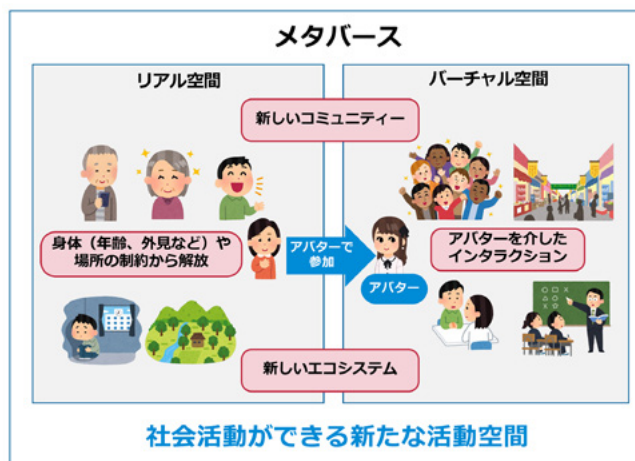 メタバース
リアル空間
バーチャル空間
新しいコミュニティー
身体（年齢、外見など）や
場所の制約から解放
アバターで
参加
アバター
アバターを介した
インタラクション
新しいエコシステム
社会活動ができる新たな活動空間